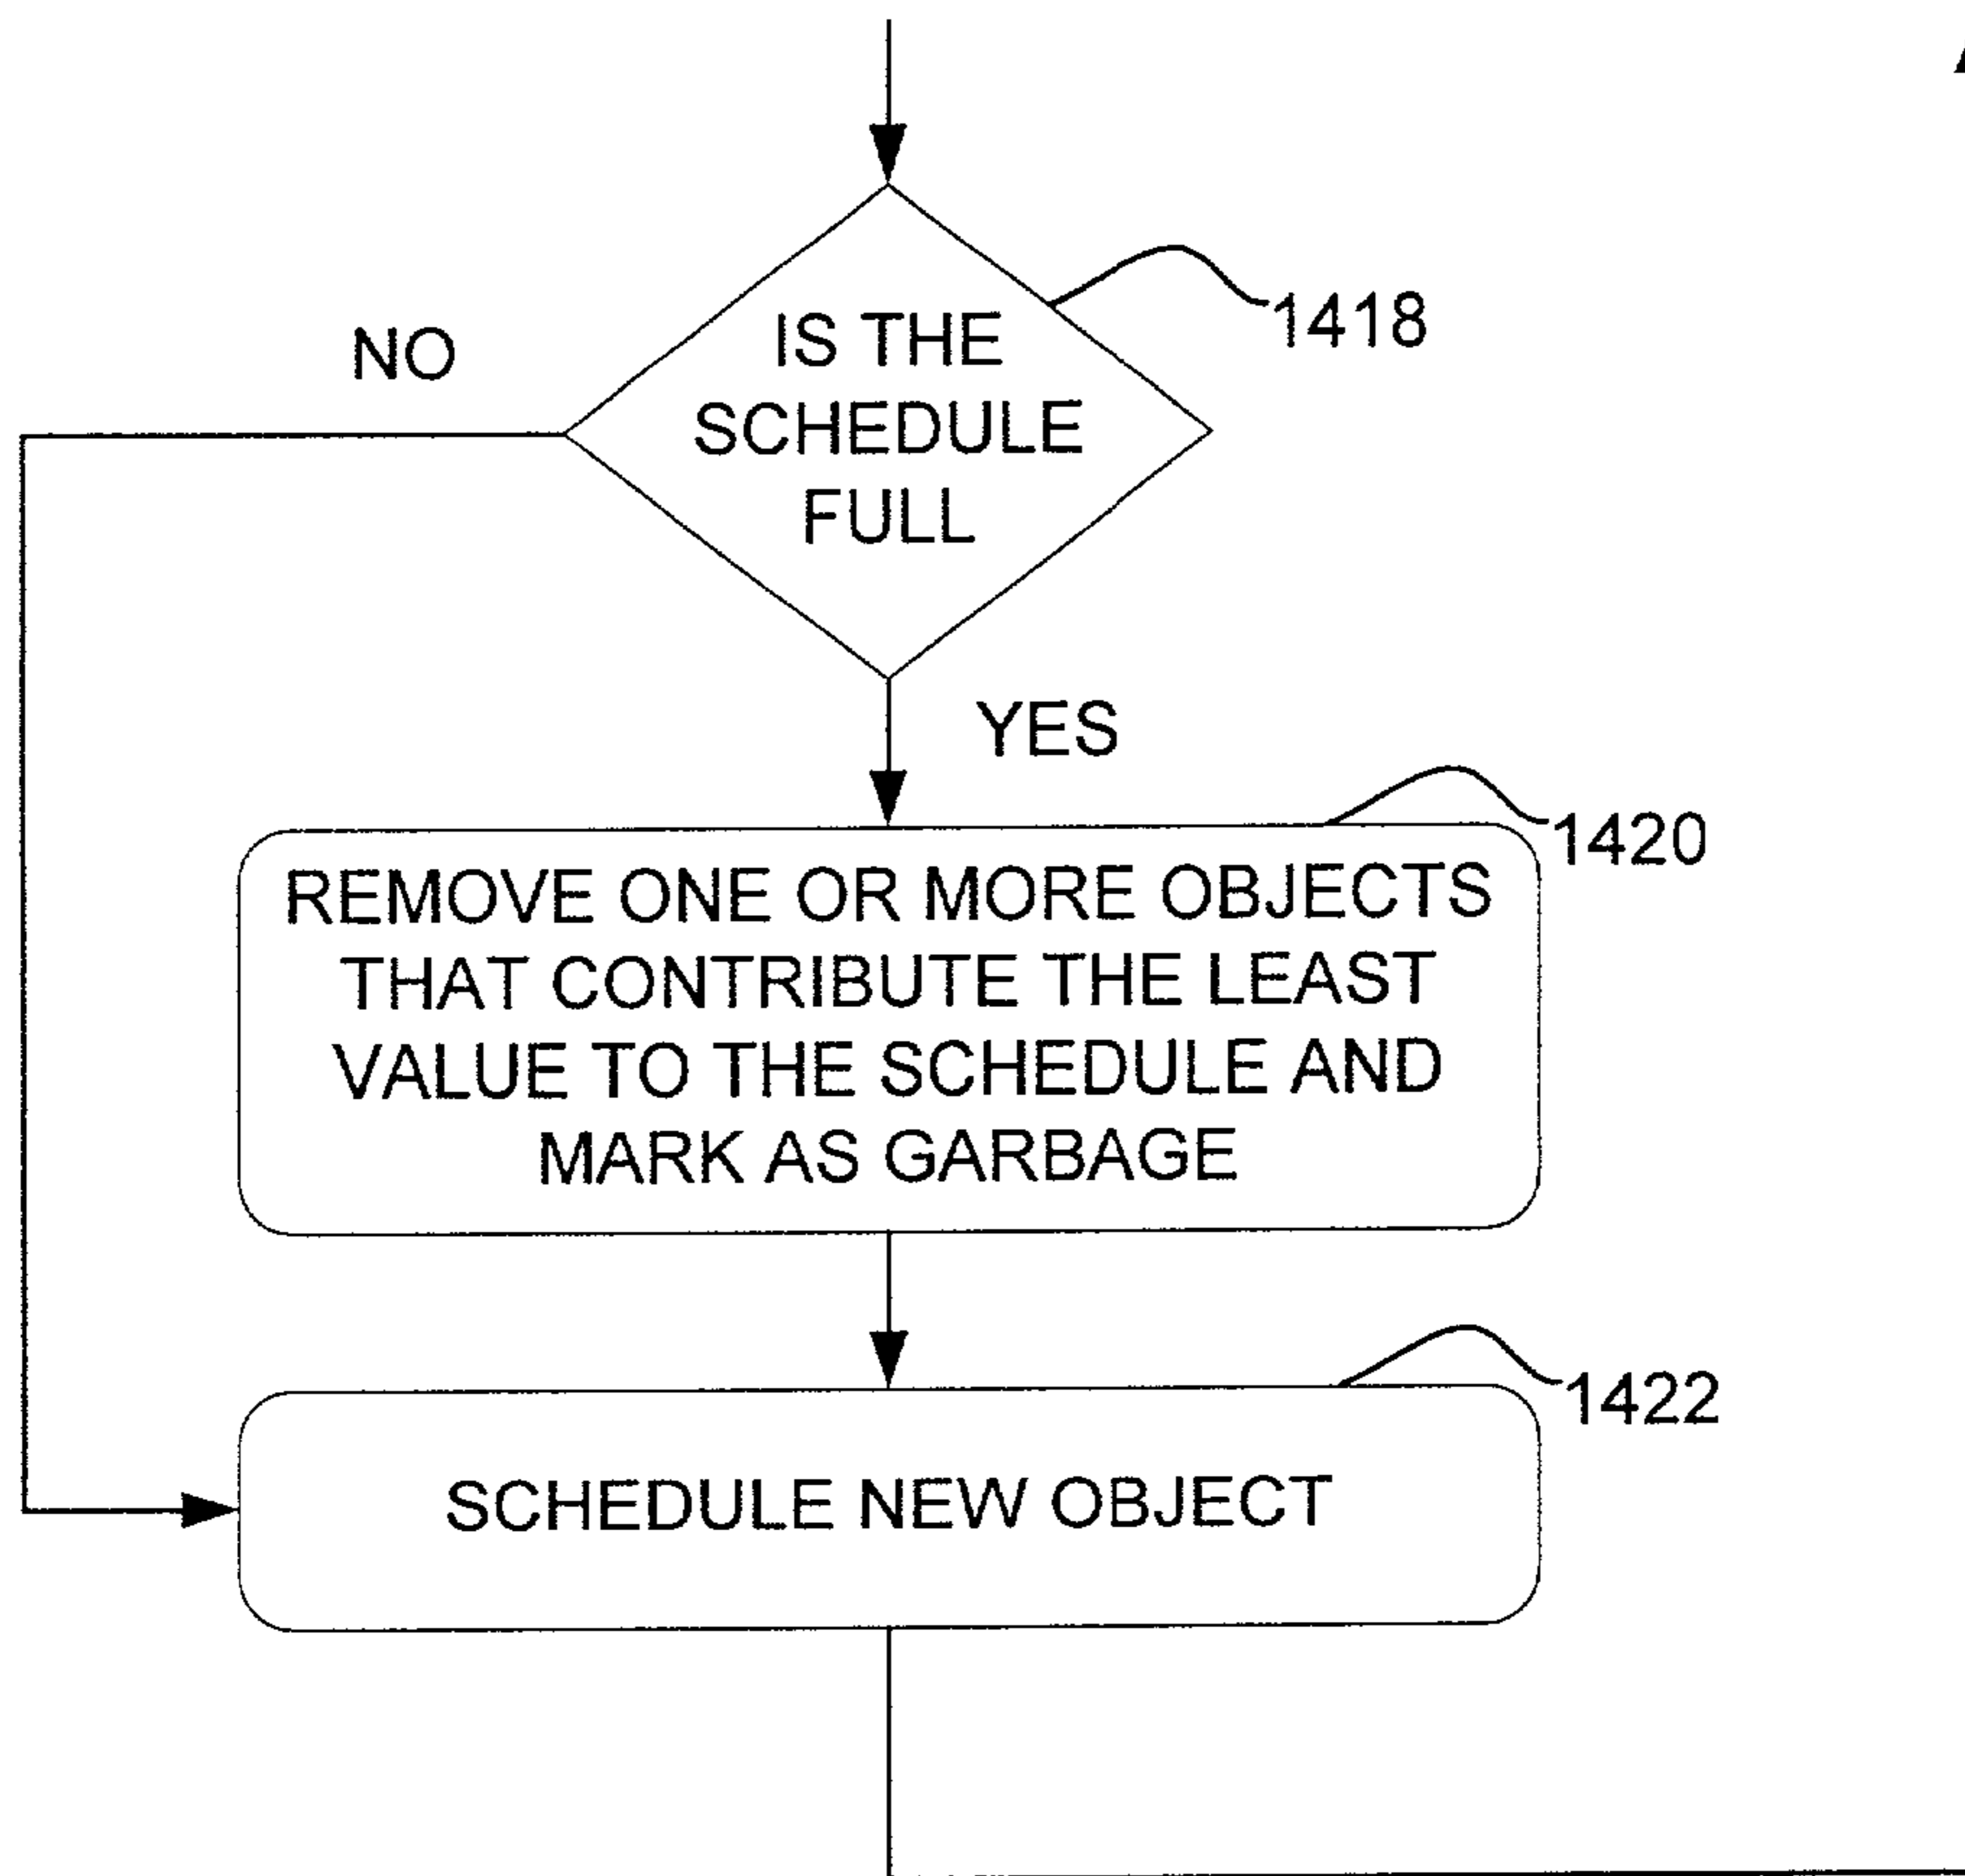 IS THE
SCHEDULE
FULL
1418
NO
YES
1420
REMOVE ONE OR MORE OBJECTS
THAT CONTRIBUTE THE LEAST
VALUE TO THE SCHEDULE AND
MARK AS GARBAGE
1422
SCHEDULE NEW OBJECT